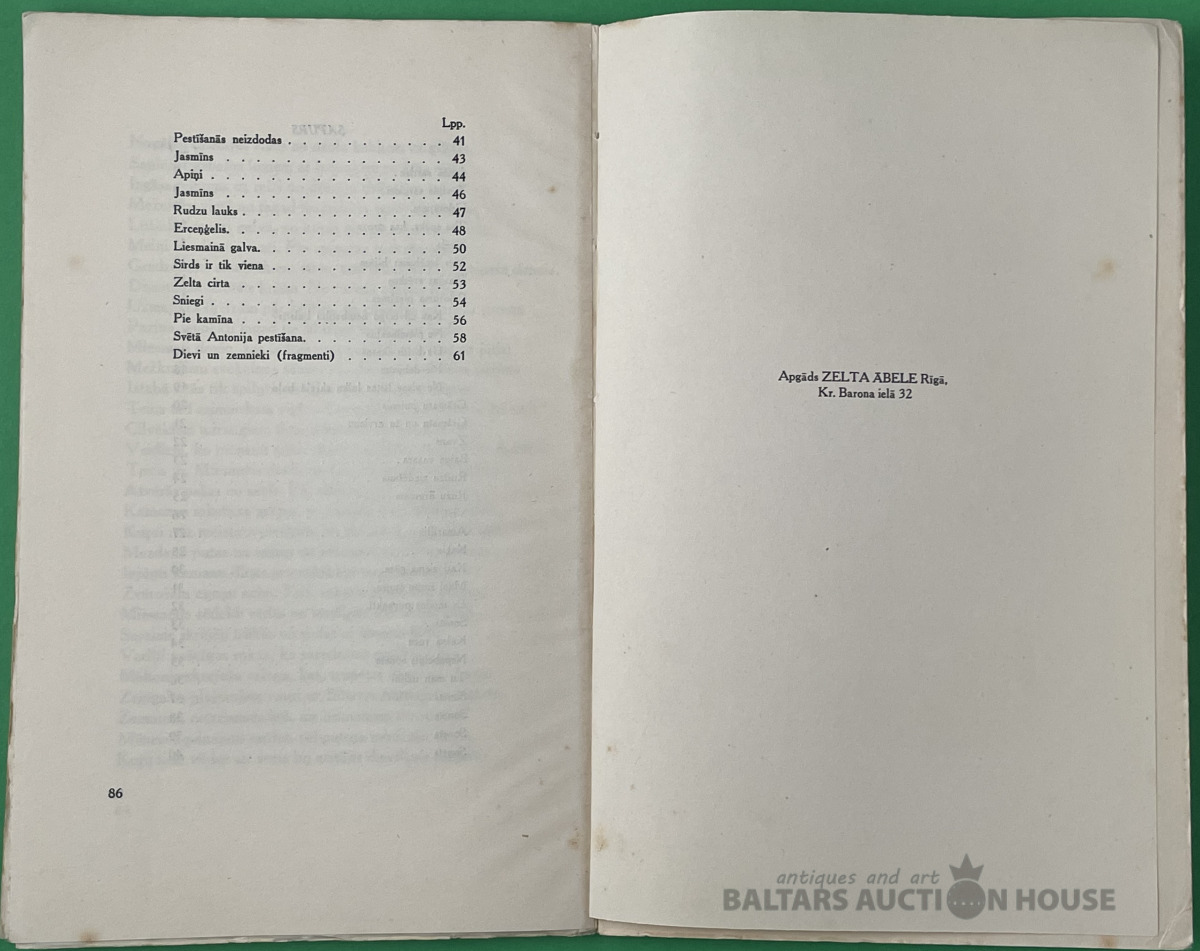 Lpp.
Pestīšanās neizdodas . . . . . . . . . . . 41
Jasmīns . . . . . . . . . . . . . . 43
Apiņi . . . . . . . . . . . . . . . 44
Jasmīns . . . . . . . . . . . . . . 46
Rudzu lauks . . . . . . . . . . . . . 47
Erceņģelis. . . . . . . . . . . . . . 48
Liesmainā galva. . . . . . . . . . . . 50
Sirds ir tik viena . . . . . . . . . . . . 52
Zelta cirta . . . . . . . . . . . . . 53
Sniegi . . . . . . . . . . . . . . . 54
Pie kamīna . . . . . . . . . . . . . 56
Svētā Antonija pestīšana. . . . . . . . . 58
Dievi un zemnieki (fragmenti) . . . . . . . 61
86
Apgāds ZELTA ĀBELE Rīgā,
Kr. Barona ielā 32
antiques and art
BALTARS AUCTION HOUSE